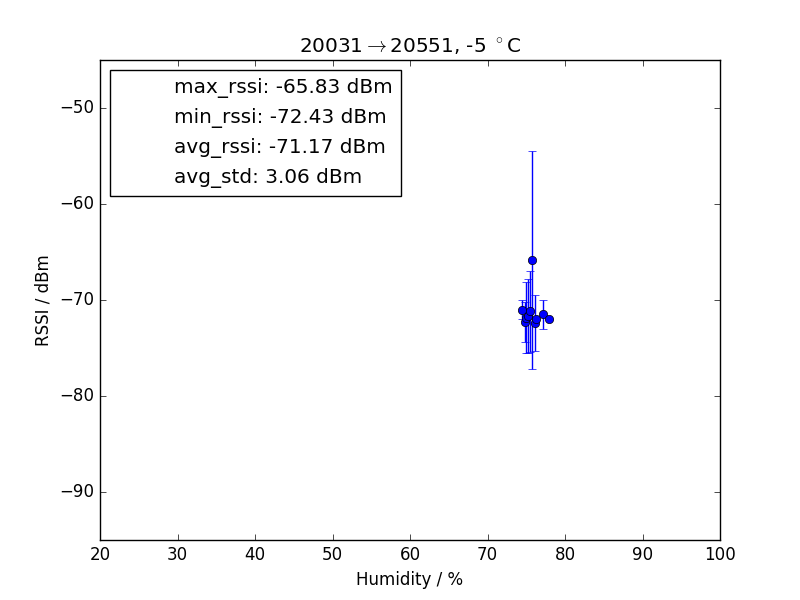 20031→20551, -5 °C
max_rssi: -65.83 dBm
min_rssi: -72.43 dBm
avg_rssi: -71.17 dBm
avg_std: 3.06 dBm
RSSI / dBm
−50
−60
−70
−80
−90
20 30 40 50 60 70 80 90 100
Humidity / %